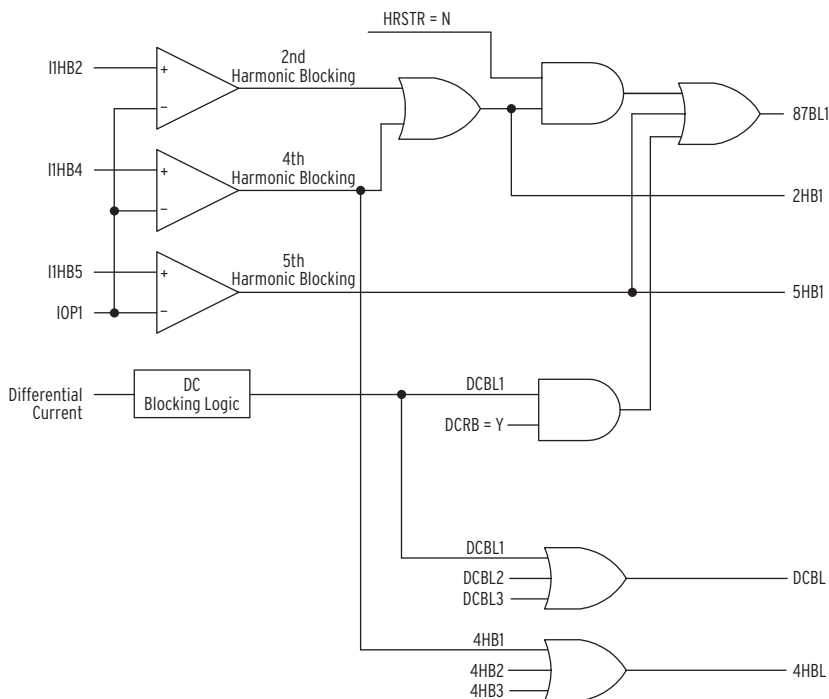 HRSTR = N
I1HB2
2nd
Harmonic Blocking
87BL1
I1HB4
4th
Harmonic Blocking
2HB1
I1HB5
5th
Harmonic Blocking
5HB1
IOP1
Differential
Current
DC
Blocking Logic
DCBL1
DCRB = Y
DCBL1
DCBL2
DCBL3
DCBL
4HB1
4HB2
4HB3
4HBL
+
−
+
−
+
−